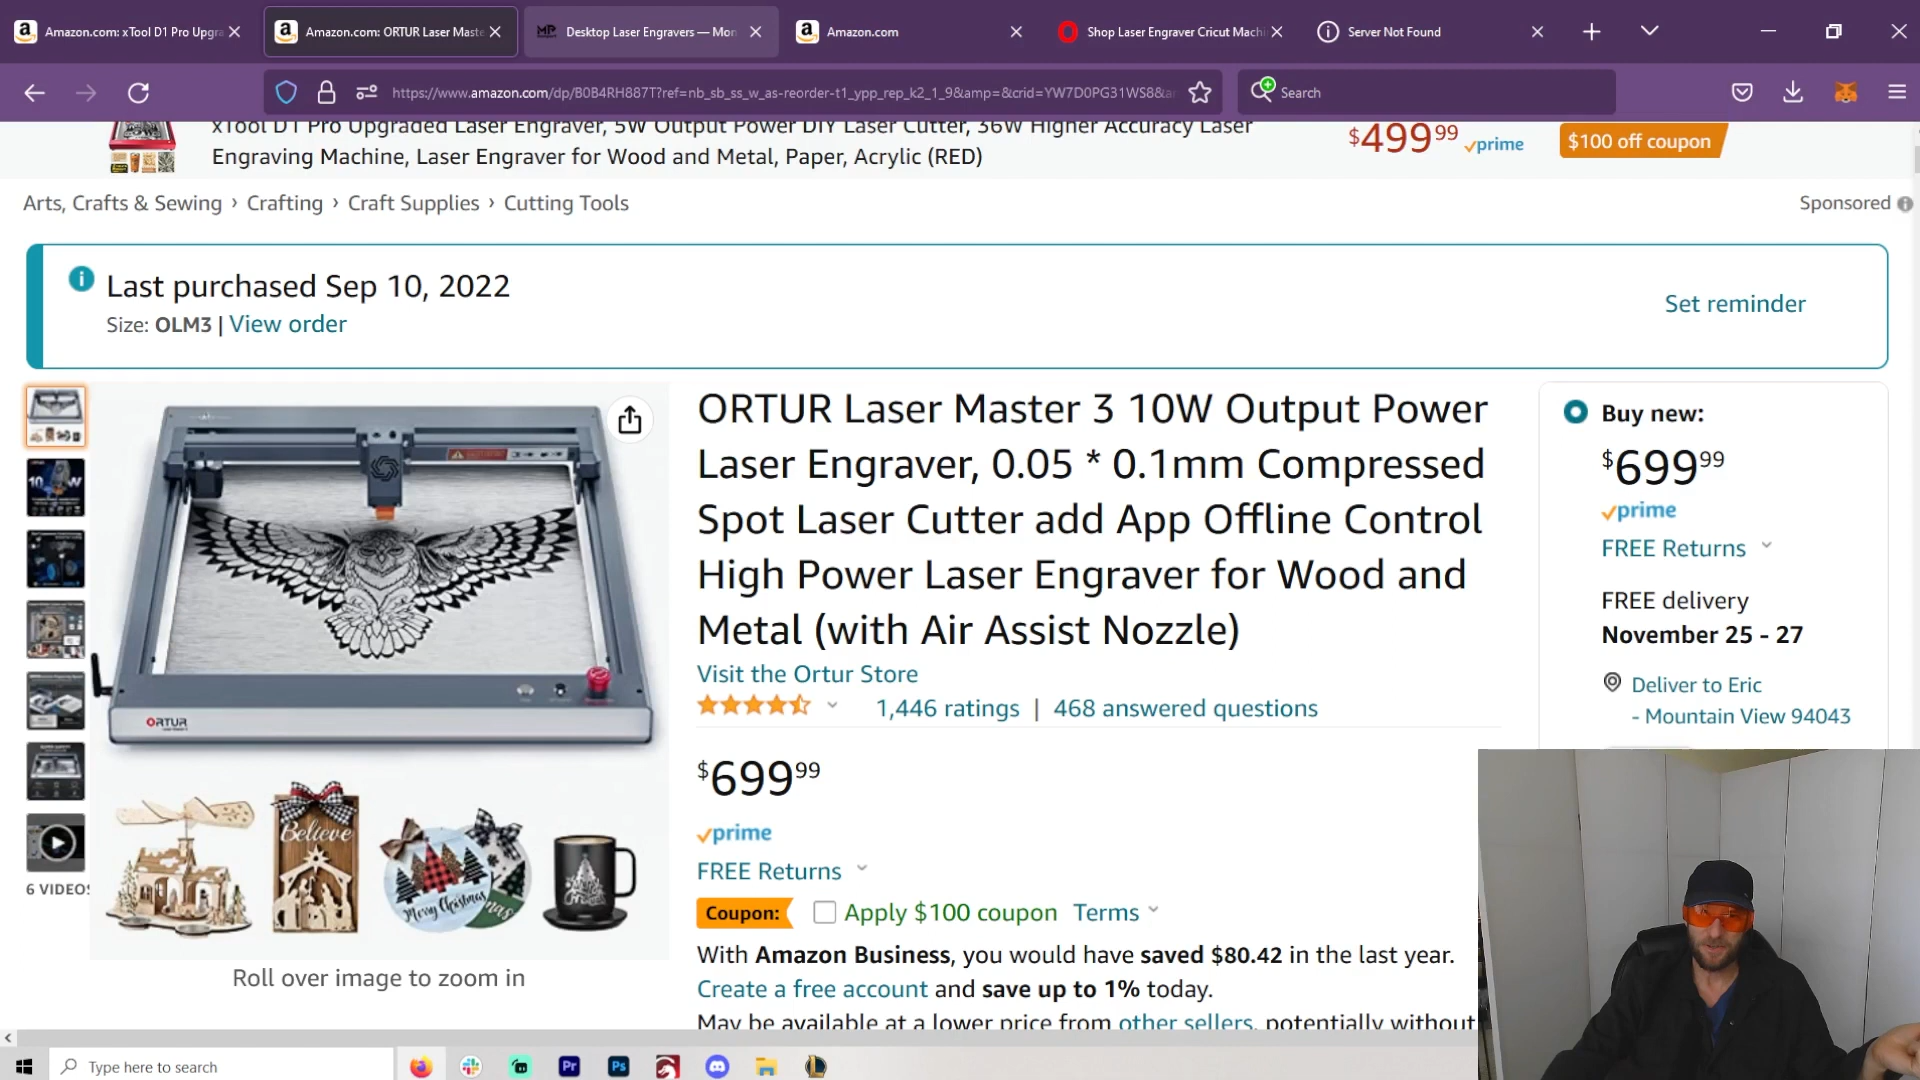 Amazon.com: xTool D1 Pro Upgra
Amazon.com: ORTUR Laser Maste
Desktop Laser Engravers — Mon
Amazon.com
Shop Laser Engraver Cricut Machi
Server Not Found
https://www.amazon.com/dp/B0B4RH887T?ref=nb_sb_ss_w_as-reorder-t1_ypp_rep_k2_1_9&amp=&crid=YW7D0PG31WS8&a
Search
xTool D1 Pro Upgraded Laser Engraver, 5W Output Power DIY Laser Cutter, 36W Higher Accuracy Laser
Engraving Machine, Laser Engraver for Wood and Metal, Paper, Acrylic (RED)
$499 99 prime
$100 off coupon
Arts, Crafts & Sewing › Crafting › Craft Supplies › Cutting Tools
Sponsored
Last purchased Sep 10, 2022
Size: OLM3 | View order
Set reminder
ORTUR
Believe
Merry Christmas
6 VIDEOS
Roll over image to zoom in
ORTUR Laser Master 3 10W Output Power
Laser Engraver, 0.05 * 0.1mm Compressed
Spot Laser Cutter add App Offline Control
High Power Laser Engraver for Wood and
Metal (with Air Assist Nozzle)
Visit the Ortur Store
1,446 ratings | 468 answered questions
$699 99
prime
FREE Returns
Coupon: Apply $100 coupon Terms
With Amazon Business, you would have saved $80.42 in the last year.
Create a free account and save up to 1% today.
May be available at a lower price from other sellers, potentially without
Buy new:
$699 99
prime
FREE Returns
FREE delivery
November 25 - 27
Deliver to Eric
- Mountain View 94043
Type here to search
Pr
Ps